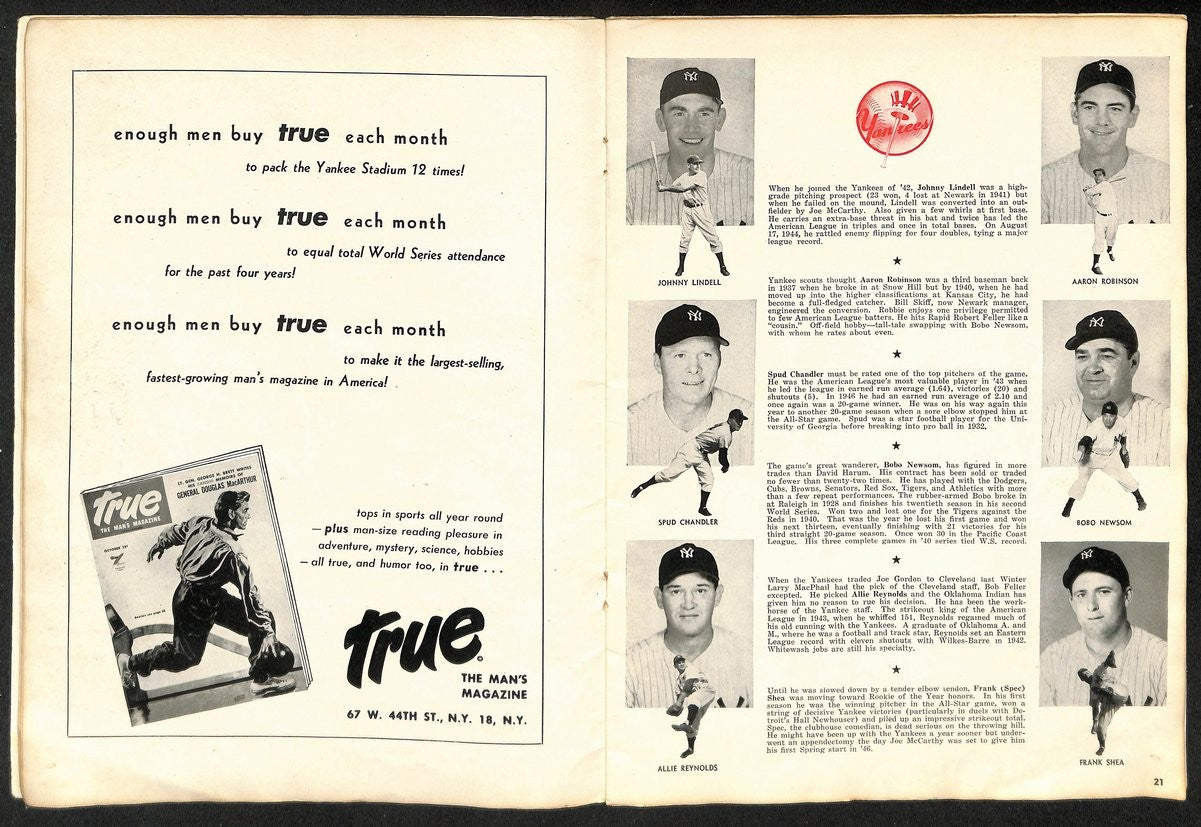 enough men buy true each month
to pack the Yankee Stadium 12 times!
enough men buy true each month
to equal total World Series attendance
for the past four years!
enough men buy true each month
to make it the largest-selling,
fastest-growing man's magazine in America!
LT. GEN. GEORGE H. BRETT WRITES
HIS MEMOIRS OF
GENERAL DOUGLAS MacARTHUR
true
THE MAN'S MAGAZINE
OCTOBER
tops in sports all year round
— plus man-size reading pleasure in
adventure, mystery, science, hobbies
— all true, and humor too, in true . . .
true
THE MAN'S
MAGAZINE
67 W. 44TH ST., N.Y. 18, N.Y.
Yankees
JOHNNY LINDELL
AARON ROBINSON
SPUD CHANDLER
BOBO NEWSOM
ALLIE REYNOLDS
FRANK SHEA
When he joined the Yankees of '42, Johnny Lindell was a high-
grade pitching prospect (23 won, 4 lost at Newark in 1941) but
when he failed on the mound, Lindell was converted into an out-
fielder by Joe McCarthy. Also given a few whirls at first base.
He carries an extra-base threat in his bat and twice has led the
American League in triples and once in total bases. On August
17, 1944, he rattled enemy flipping for four doubles, tying a major
league record.
★
Yankee scouts thought Aaron Robinson was a third baseman back
in 1937 when he broke in at Snow Hill but by 1940, when he had
moved up into the higher classifications at Kansas City, he had
become a full-fledged catcher. Bill Skiff, now Newark manager,
engineered the conversion. Robbie enjoys one privilege permitted
to few American League batters. He hits Rapid Robert Feller like a
"cousin." Off-field hobby—tall-tale swapping with Bobo Newsom,
with whom he rates about even.
★
Spud Chandler must be rated one of the top pitchers of the game.
He was the American League's most valuable player in '43 when
he led the league in earned run average (1.64), victories (20) and
shutouts (5). In 1946 he had an earned run average of 2.10 and
once again was a 20-game winner. He was on his way again this
year to another 20-game season when a sore elbow stopped him at
the All-Star game. Spud was a star football player for the Uni-
versity of Georgia before breaking into pro ball in 1932.
★
The game's great wanderer, Bobo Newsom, has figured in more
trades than David Harum. His contract has been sold or traded
no fewer than twenty-two times. He has played with the Dodgers,
Cubs, Browns, Senators, Red Sox, Tigers, and Athletics with more
than a few repeat performances. The rubber-armed Bobo broke in
at Raleigh in 1928 and finishes his twentieth season in his second
World Series. Won two and lost one for the Tigers against the
Reds in 1940. That was the year he lost his first game and won
his next thirteen, eventually finishing with 21 victories for his
third straight 20-game season. Once won 30 in the Pacific Coast
League. His three complete games in '40 series tied W.S. record.
★
When the Yankees traded Joe Gordon to Cleveland last Winter
Larry MacPhail had the pick of the Cleveland staff, Bob Feller
excepted. He picked Allie Reynolds and the Oklahoma Indian has
given him no reason to rue his decision. He has been the work-
horse of the Yankee staff. The strikeout king of the American
League in 1943, when he whiffed 151, Reynolds regained much of
his old cunning with the Yankees. A graduate of Oklahoma A. and
M., where he was a football and track star, Reynolds set an Eastern
League record with eleven shutouts with Wilkes-Barre in 1942.
Whitewash jobs are still his specialty.
★
Until he was slowed down by a tender elbow tendon, Frank (Spec)
Shea was moving toward Rookie of the Year honors. In his first
season he was the winning pitcher in the All-Star game, won a
string of decisive Yankee victories (particularly in duels with De-
troit's Hall Newhouser) and piled up an impressive strikeout total.
Spec, the clubhouse comedian, is dead serious on the throwing hill.
He might have been up with the Yankees a year sooner but under-
went an appendectomy the day Joe McCarthy was set to give him
his first Spring start in '46.
21